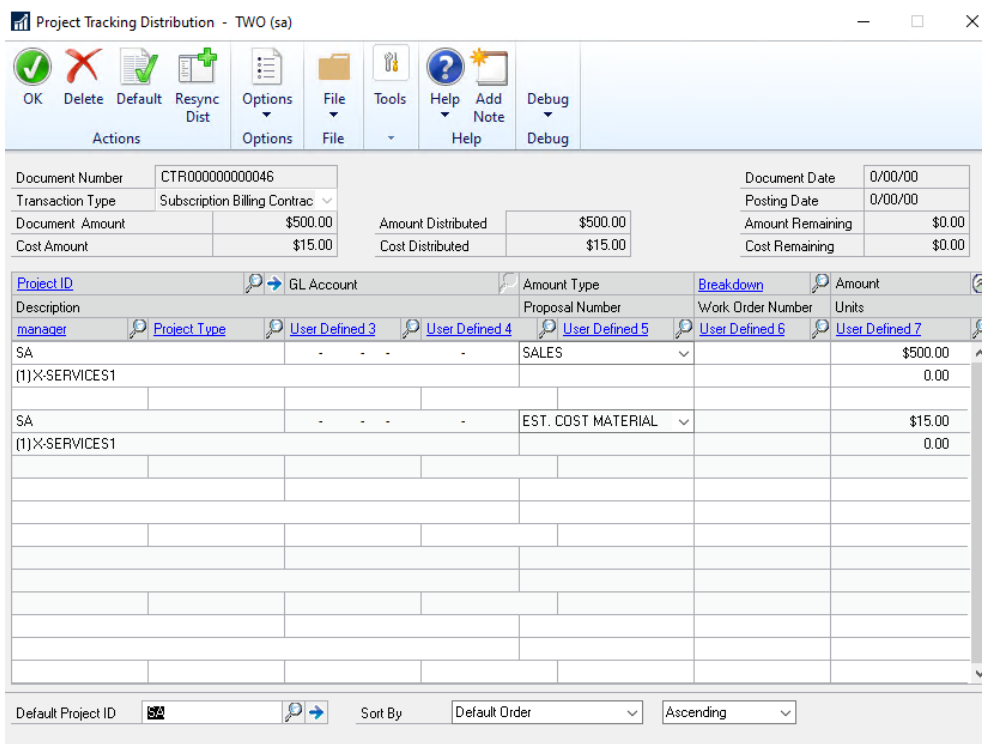 Project Tracking Distribution - TWO (sa)
OK Delete Default Resync Dist Options File Tools Help Add Note Debug
Actions Options File Help Debug
Document Number CTR000000000046 Document Date 0/00/00
Transaction Type Subscription Billing Contrac Posting Date 0/00/00
Document Amount $500.00 Amount Distributed $500.00 Amount Remaining $0.00
Cost Amount $15.00 Cost Distributed $15.00 Cost Remaining $0.00
Project ID GL Account Amount Type Breakdown Amount
Description Proposal Number Work Order Number Units
manager Project Type User Defined 3 User Defined 4 User Defined 5 User Defined 6 User Defined 7
SA - - - - SALES $500.00
(1)X-SERVICES1 0.00
SA - - - - EST. COST MATERIAL $15.00
(1)X-SERVICES1 0.00
Default Project ID SA Sort By Default Order Ascending